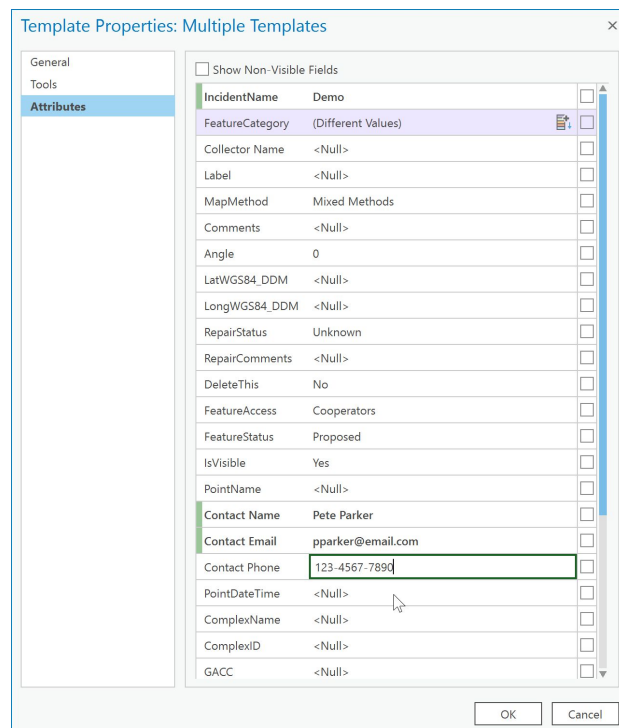 Template Properties: Multiple Templates
General
Tools
Attributes
Show Non-Visible Fields
IncidentName Demo
FeatureCategory (Different Values)
Collector Name <Null>
Label <Null>
MapMethod Mixed Methods
Comments <Null>
Angle 0
LatWGS84_DDM <Null>
LongWGS84_DDM <Null>
RepairStatus Unknown
RepairComments <Null>
DeleteThis No
FeatureAccess Cooperators
FeatureStatus Proposed
IsVisible Yes
PointName <Null>
Contact Name Pete Parker
Contact Email pparker@email.com
Contact Phone 123-4567-7890
PointDateTime <Null>
ComplexName <Null>
ComplexID <Null>
GACC <Null>
OK Cancel